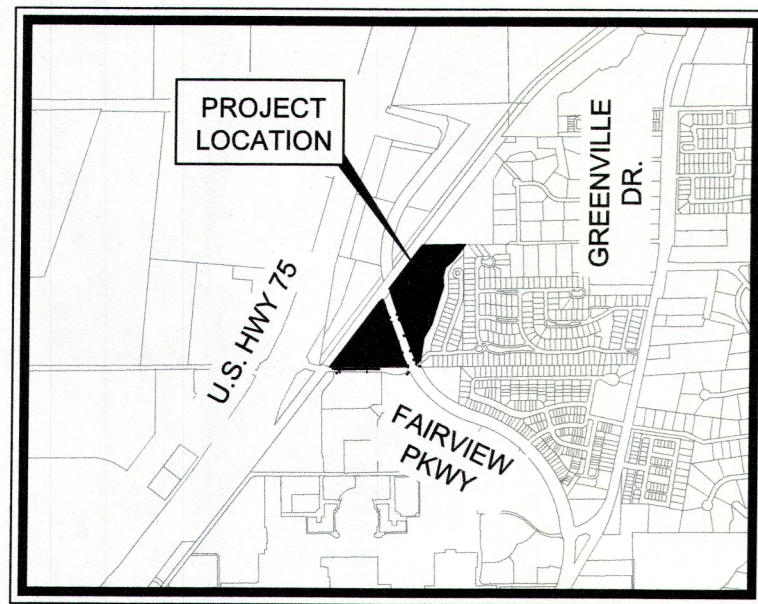 PROJECT
LOCATION
GREENVILLE
DR.
U.S. HWY 75
FAIRVIEW
PKWY